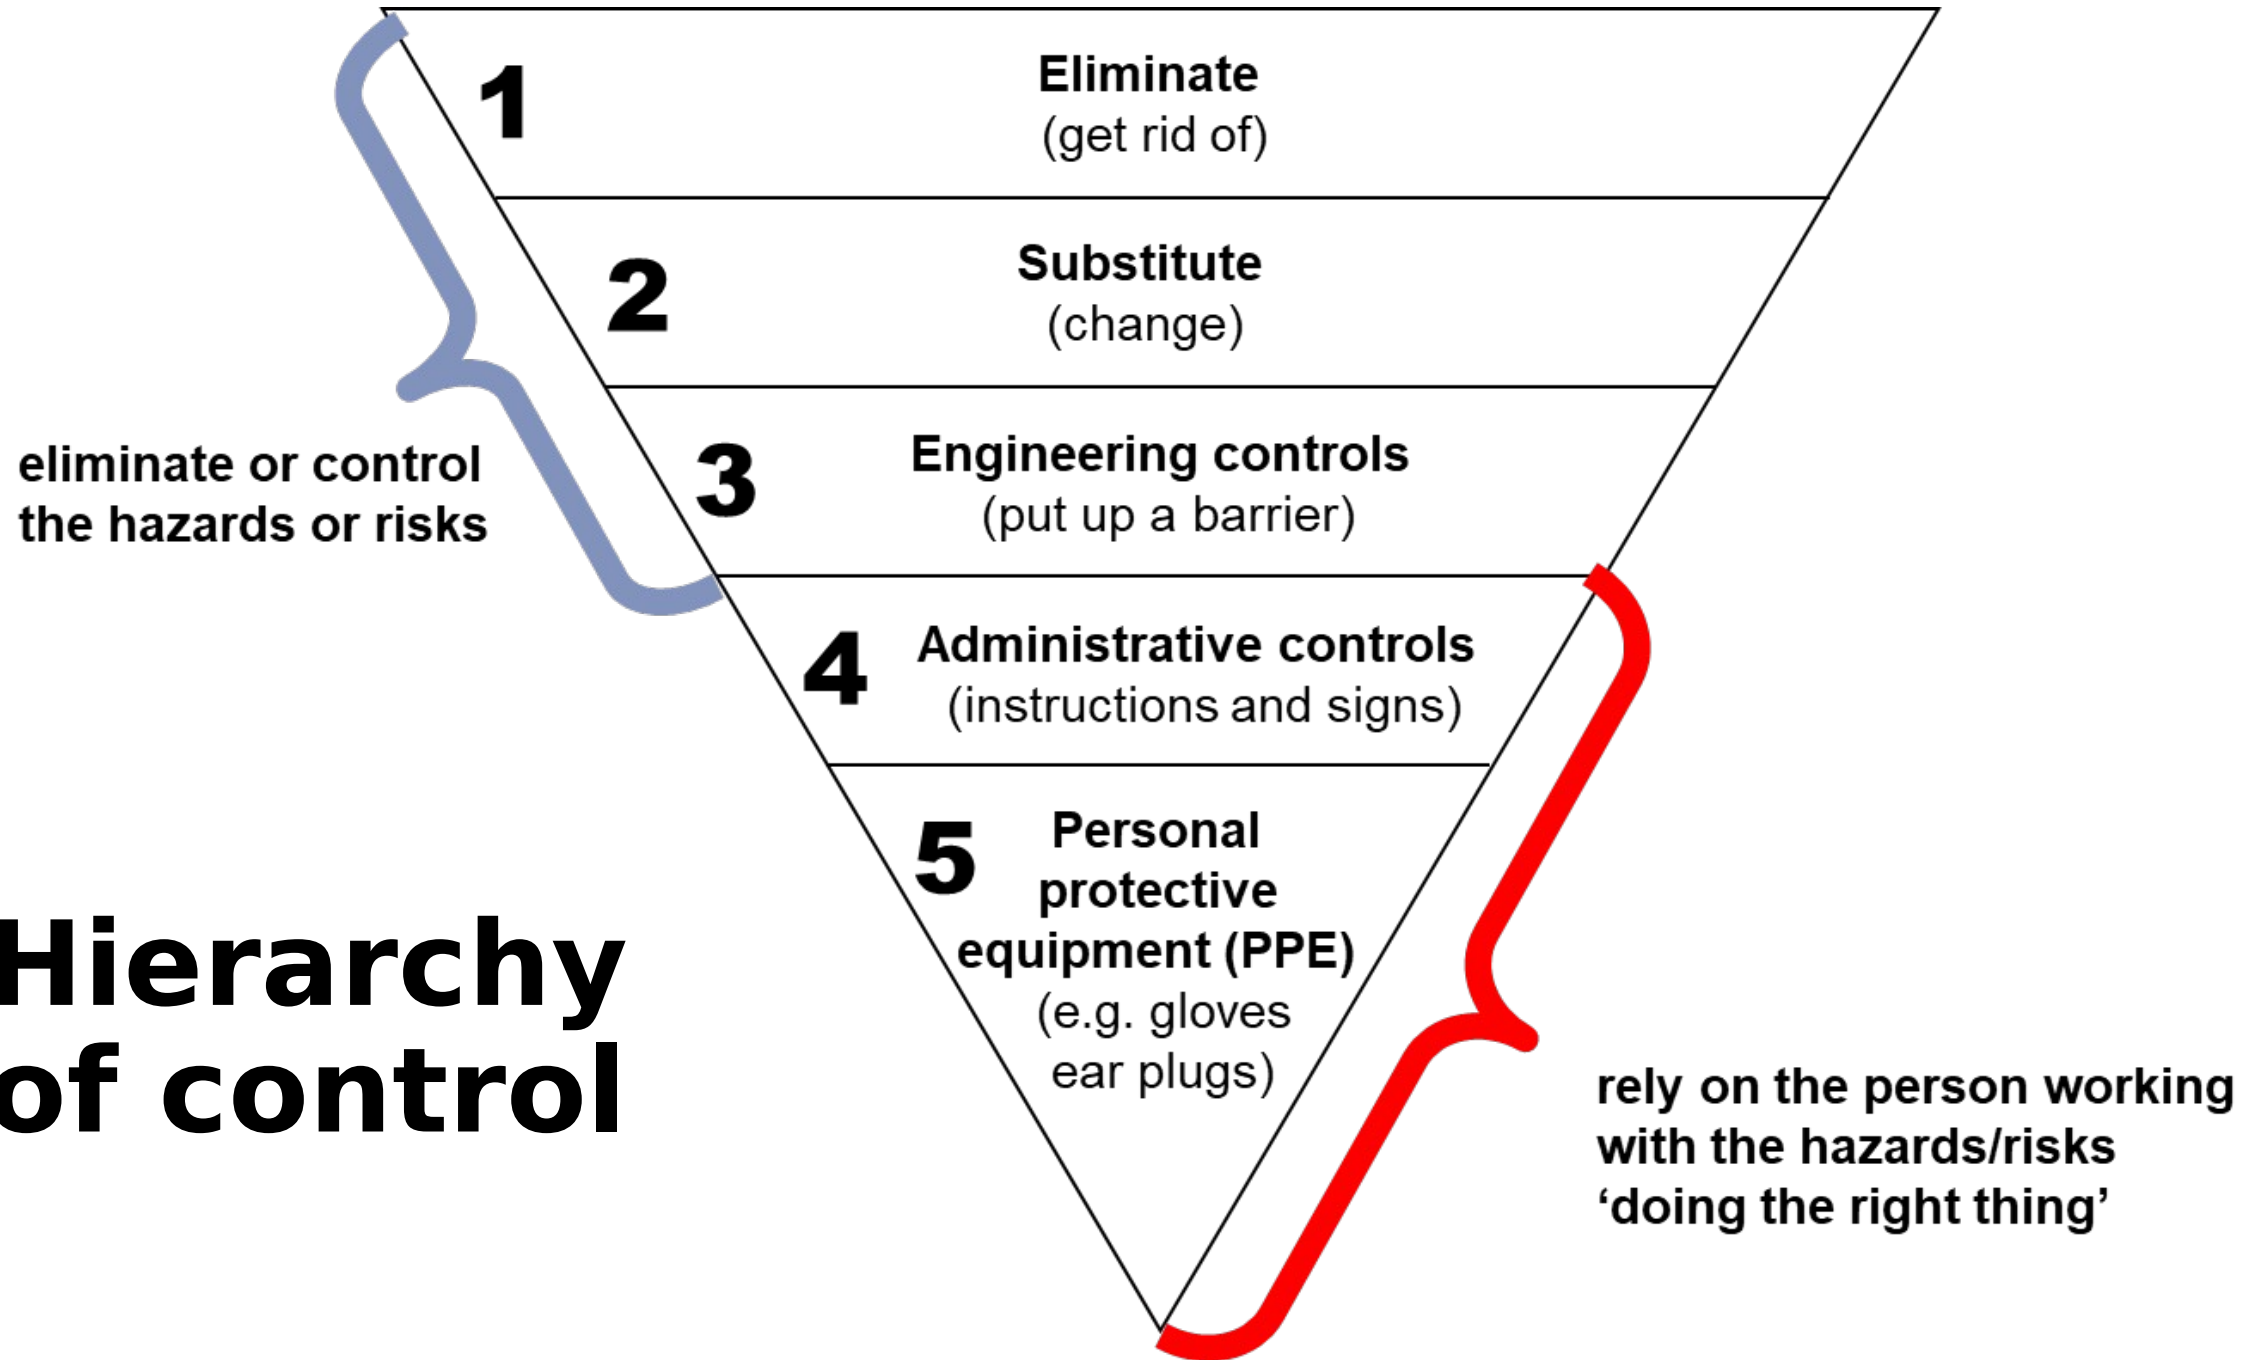 1
Eliminate
(get rid of)
2
Substitute
(change)
3
Engineering controls
(put up a barrier)
eliminate or control
the hazards or risks
4
Administrative controls
(instructions and signs)
5
Personal
protective
equipment (PPE)
(e.g. gloves
ear plugs)
Hierarchy
of control
rely on the person working
with the hazards/risks
‘doing the right thing’